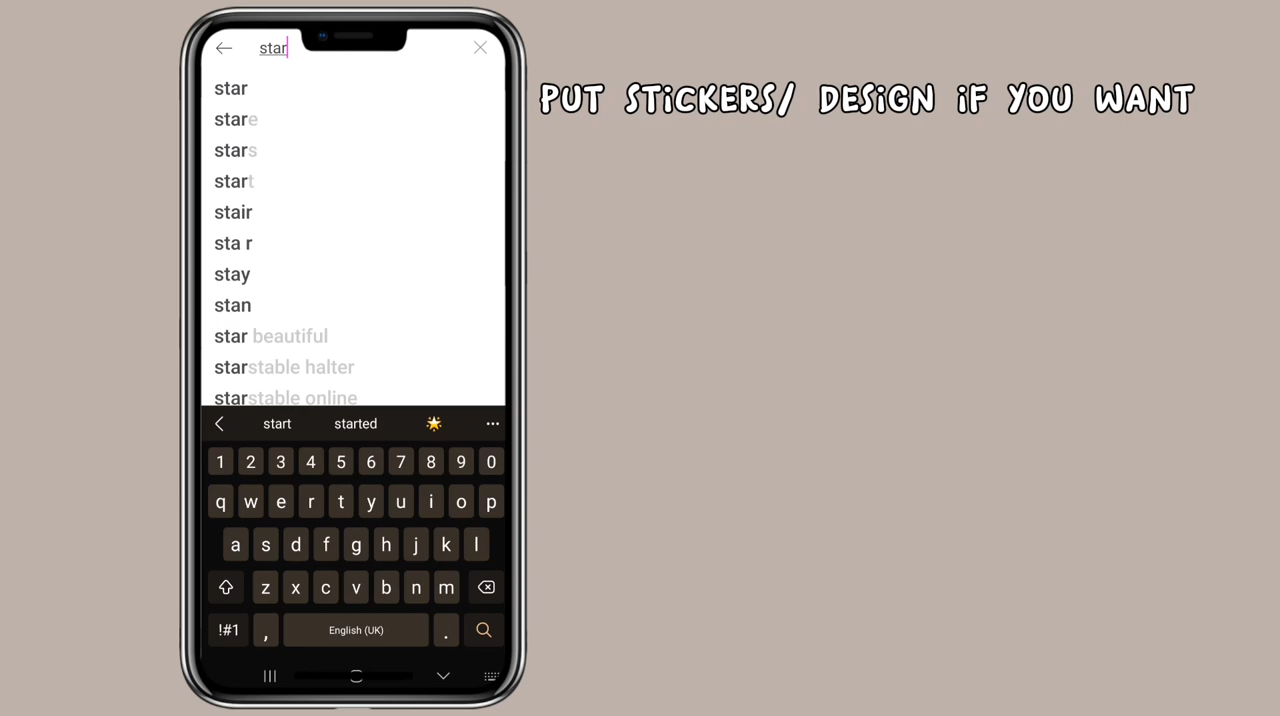 star
PUT STICKERS/ DESIGN IF YOU WANT
star
stare
stars
start
stair
sta r
stay
stan
star beautiful
starstable halter
starstable online
start started 🌟 •••
1 2 3 4 5 6 7 8 9 0
q w e r t y u i o p
a s d f g h j k l
z x c v b n m
!#1 , English (UK) .